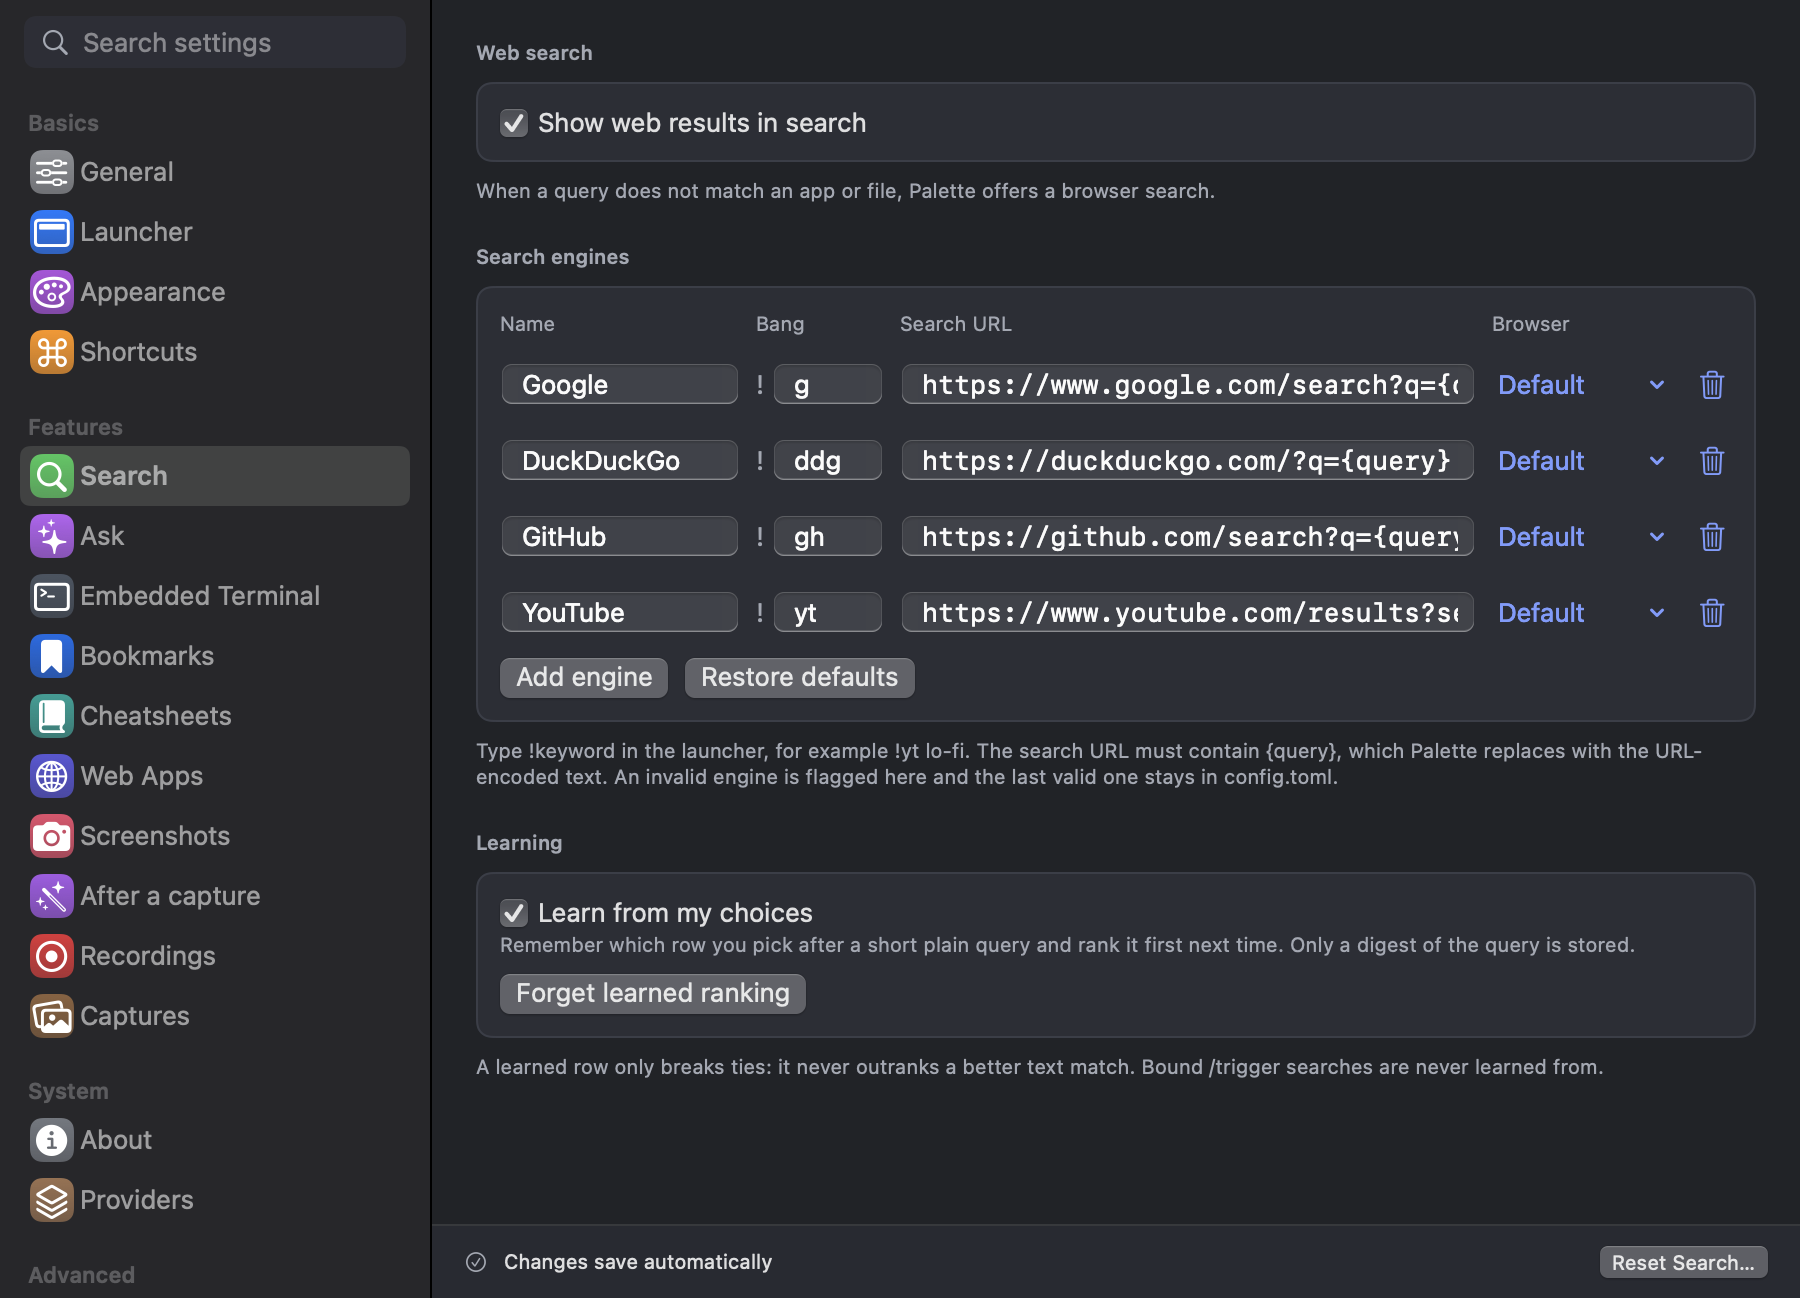 Search settings
Basics
General
Launcher
Appearance
Shortcuts
Features
Search
Ask
Embedded Terminal
Bookmarks
Cheatsheets
Web Apps
Screenshots
After a capture
Recordings
Captures
System
About
Providers
Advanced
Web search
Show web results in search
When a query does not match an app or file, Palette offers a browser search.
Search engines
Name Bang Search URL Browser
Google ! g https://www.google.com/search?q={ Default
DuckDuckGo ! ddg https://duckduckgo.com/?q={query} Default
GitHub ! gh https://github.com/search?q={query Default
YouTube ! yt https://www.youtube.com/results?se Default
Add engine Restore defaults
Type !keyword in the launcher, for example !yt lo-fi. The search URL must contain {query}, which Palette replaces with the URL-
encoded text. An invalid engine is flagged here and the last valid one stays in config.toml.
Learning
Learn from my choices
Remember which row you pick after a short plain query and rank it first next time. Only a digest of the query is stored.
Forget learned ranking
A learned row only breaks ties: it never outranks a better text match. Bound /trigger searches are never learned from.
Changes save automatically
Reset Search...